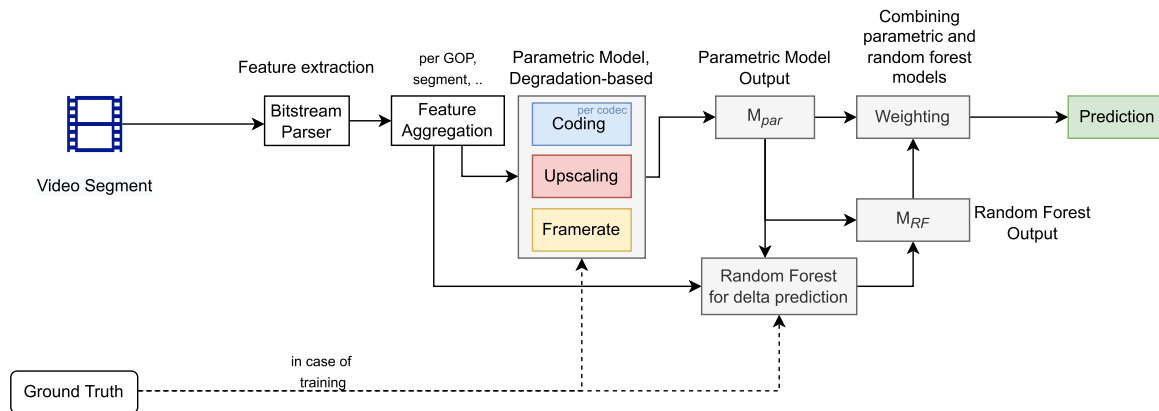 Feature extraction
per GOP,
segment, ..
Parametric Model,
Degradation-based
Parametric Model
Output
Combining
parametric and
random forest
models
Bitstream
Parser
Feature
Aggregation
per codec
Coding
Upscaling
Framerate
M_par
Weighting
Prediction
Video Segment
M_RF
Random Forest
Output
Random Forest
for delta prediction
in case of
training
Ground Truth